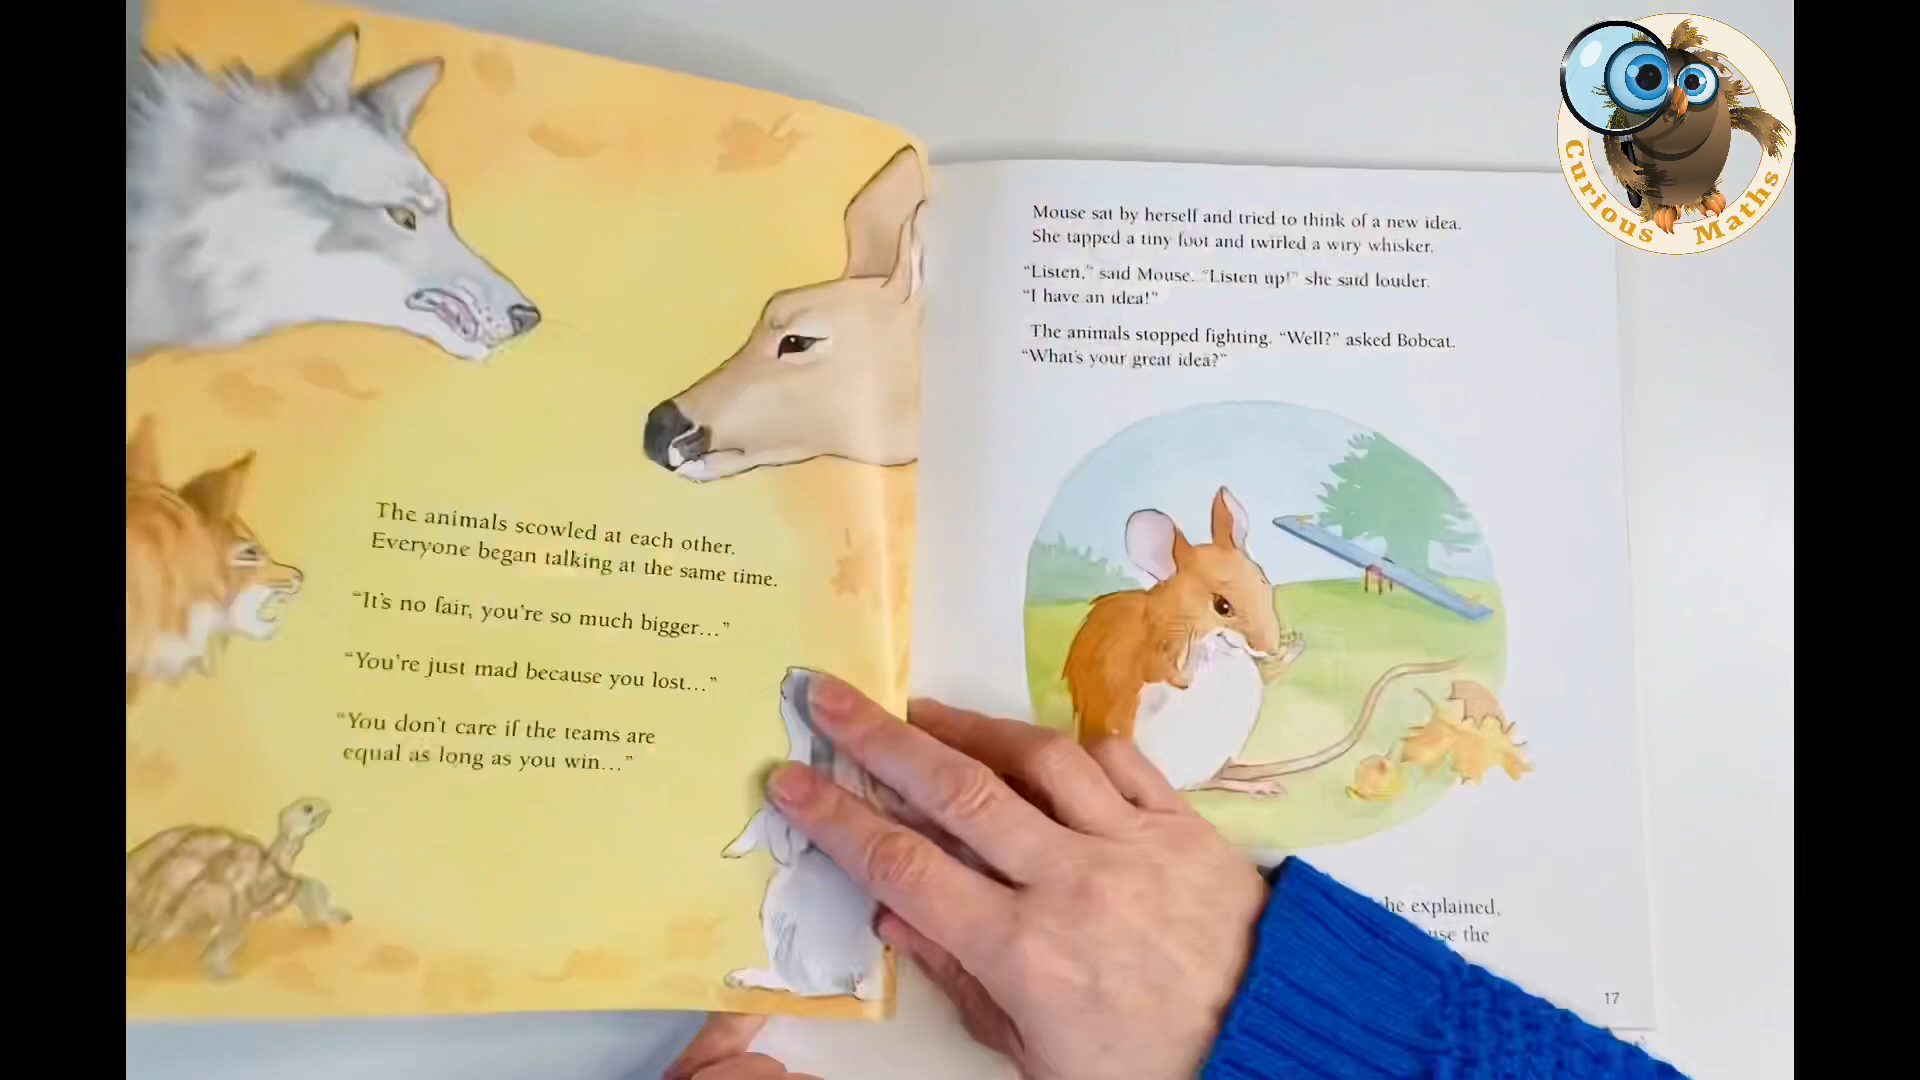 The animals scowled at each other.
Everyone began talking at the same time.
“It’s no fair, you’re so much bigger...”
“You’re just mad because you lost...”
“You don’t care if the teams are
equal as long as you win...”
Mouse sat by herself and tried to think of a new idea.
She tapped a tiny foot and twirled a wiry whisker.
“Listen,” said Mouse. “Listen up!” she said louder.
“I have an idea!”
The animals stopped fighting. “Well?” asked Bobcat.
“What’s your great idea?”
he explained,
use the
17
Curious Maths